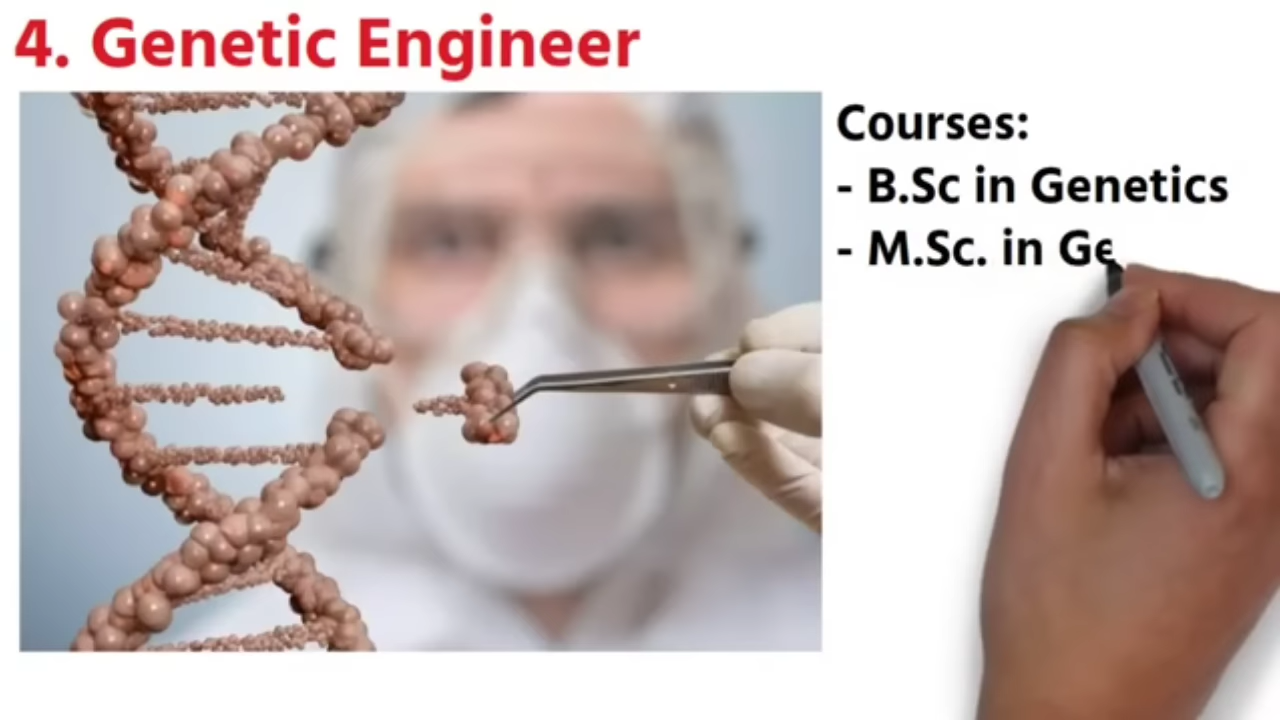 4. Genetic Engineer
Courses:
- B.Sc in Genetics
- M.Sc. in Ge